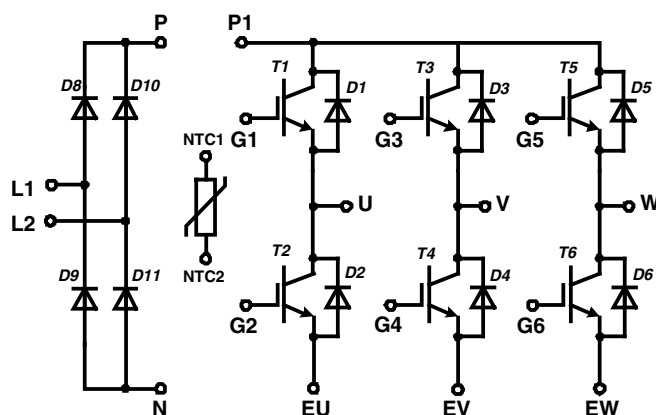 P P1
T1 T3 T5
D8 D10 D1 D3 D5
G1 G3 G5
NTC1
L1
U V W
L2
T2 T4 T6
D9 D11 NTC2 D2 D4 D6
G2 G4 G6
N EU EV EW